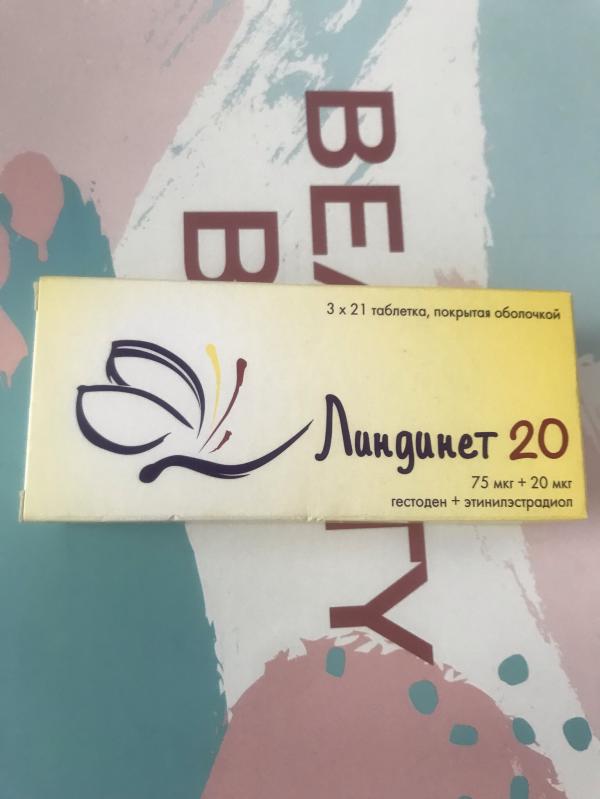 3 x 21 таблетка, покрытая оболочкой
Линдинет 20
75 мкг + 20 мкг
гестоден + этинилэстрадиол